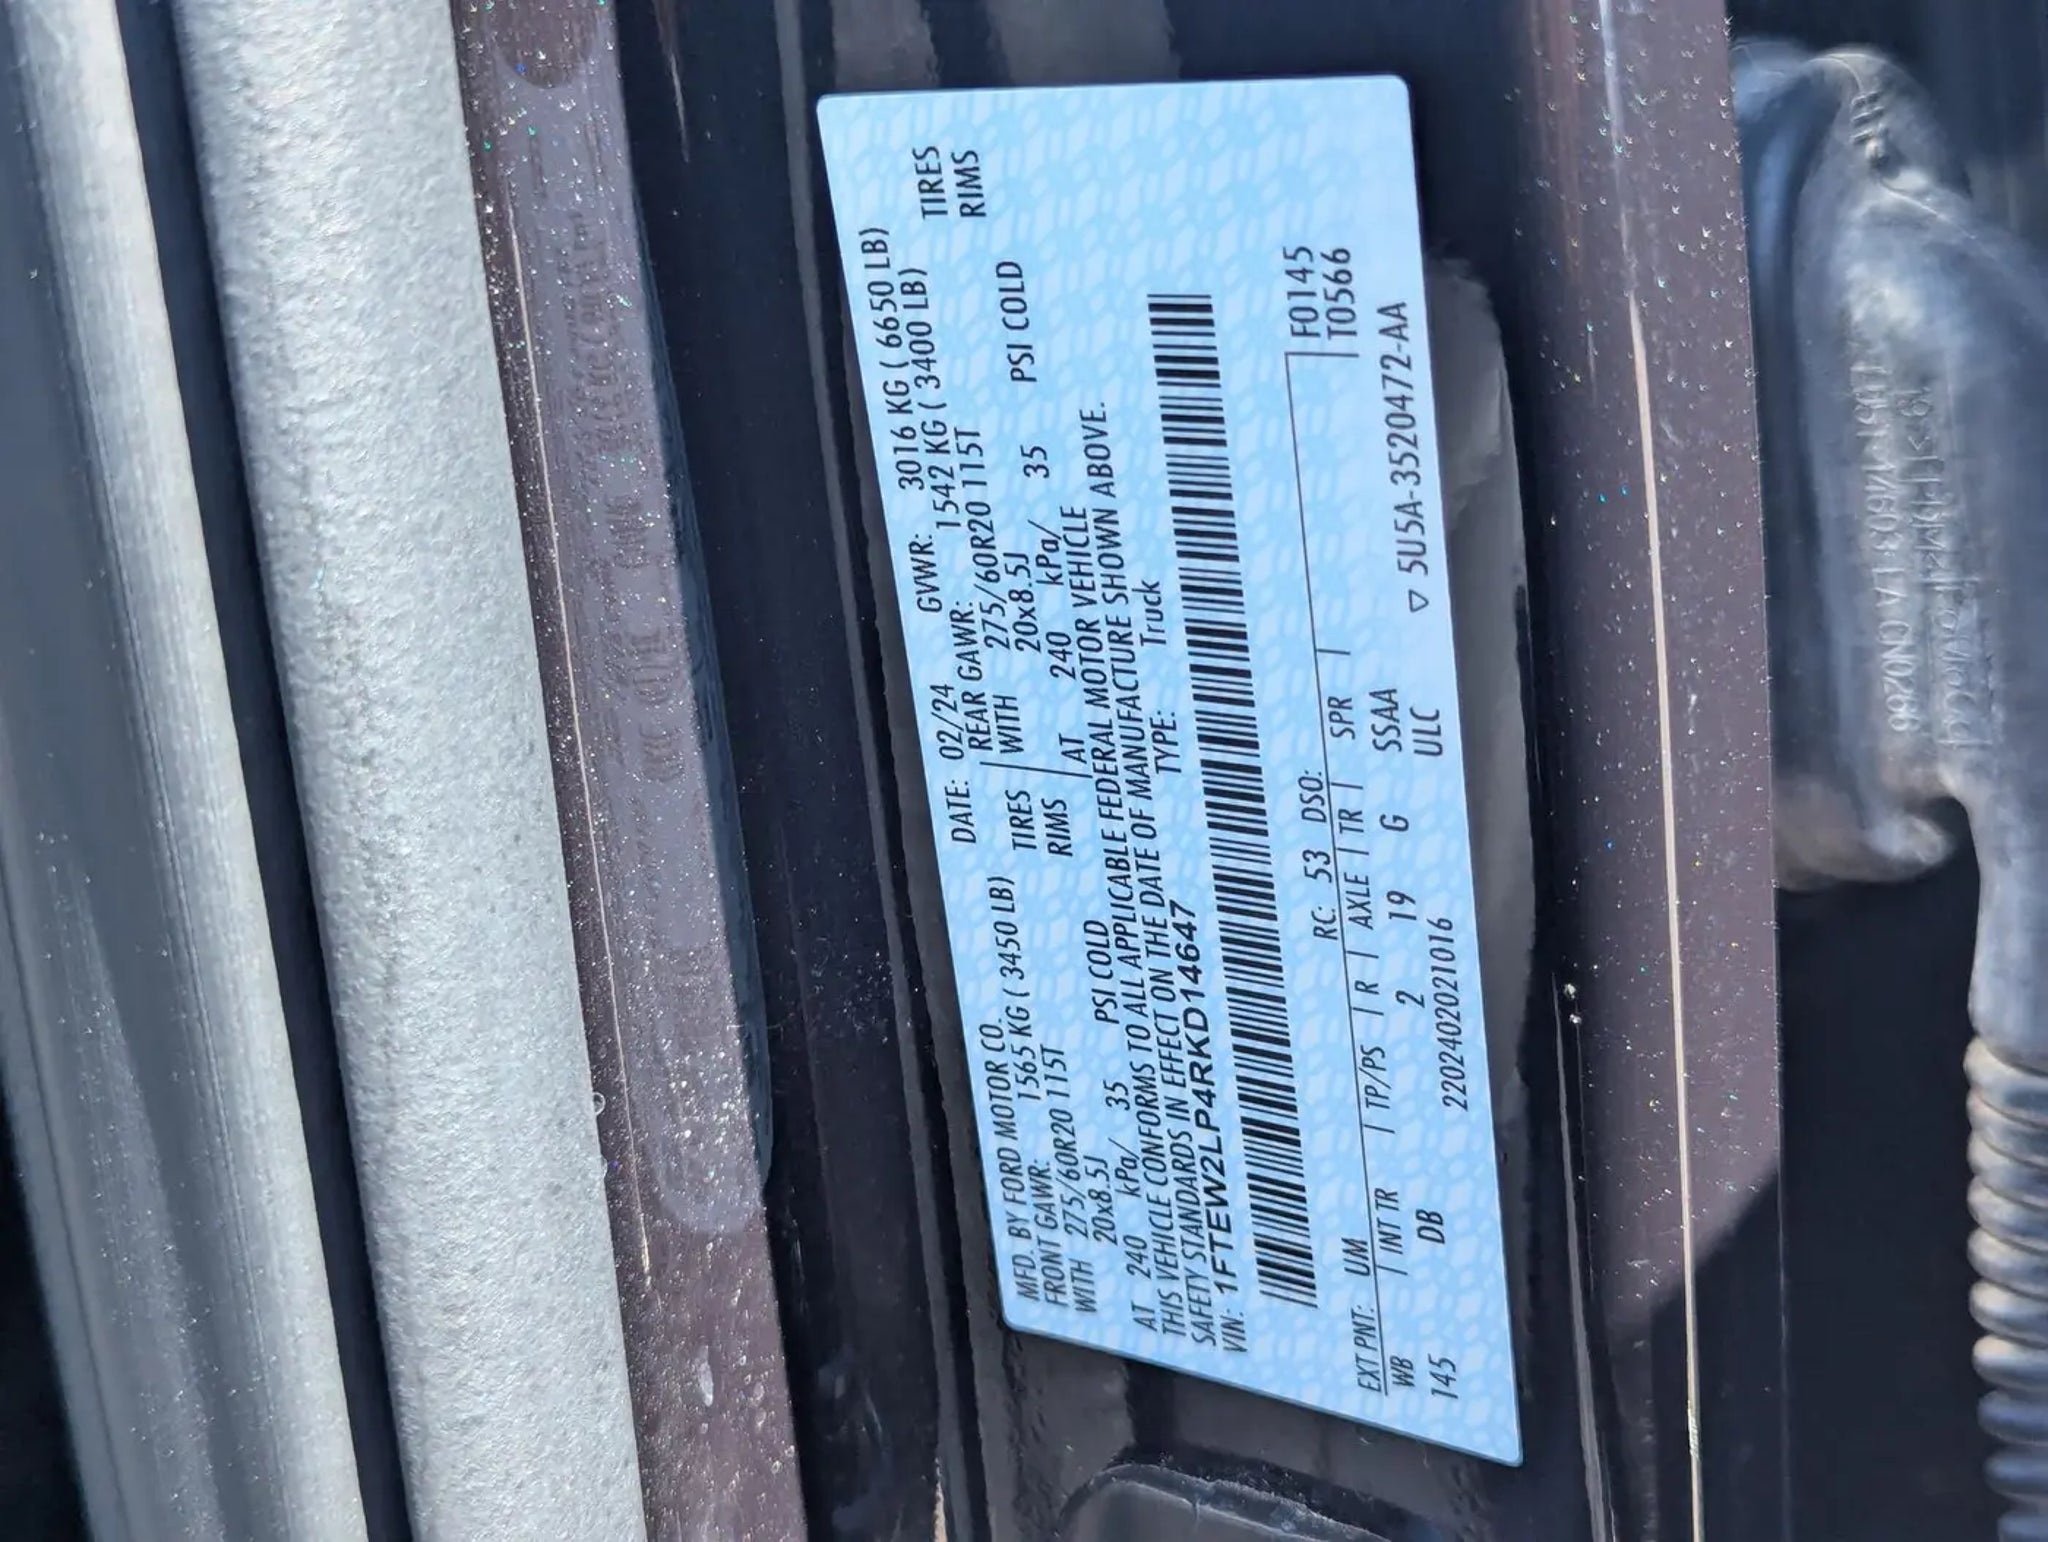 MFD. BY FORD MOTOR CO. DATE: 02/24 GVWR: 3016 KG ( 6650 LB)
FRONT GAWR: 1565 KG ( 3450 LB) REAR GAWR: 1542 KG ( 3400 LB)
WITH 275/60R20 115T TIRES WITH 275/60R20 115T TIRES
20x8.5J RIMS 20x8.5J RIMS
AT 240 kPa/ 35 PSI COLD AT 240 kPa/ 35 PSI COLD
THIS VEHICLE CONFORMS TO ALL APPLICABLE FEDERAL MOTOR VEHICLE
SAFETY STANDARDS IN EFFECT ON THE DATE OF MANUFACTURE SHOWN ABOVE.
VIN: 1FTEW2LP4RKD14647 TYPE: Truck
EXT PNT: UM RC: 53 DSO: F0145
WB INT TR TP/PS R AXLE TR SPR T0566
145 DB 2 19 G SSAA
2202402021016 ULC ▽ 5U5A-3520472-AA